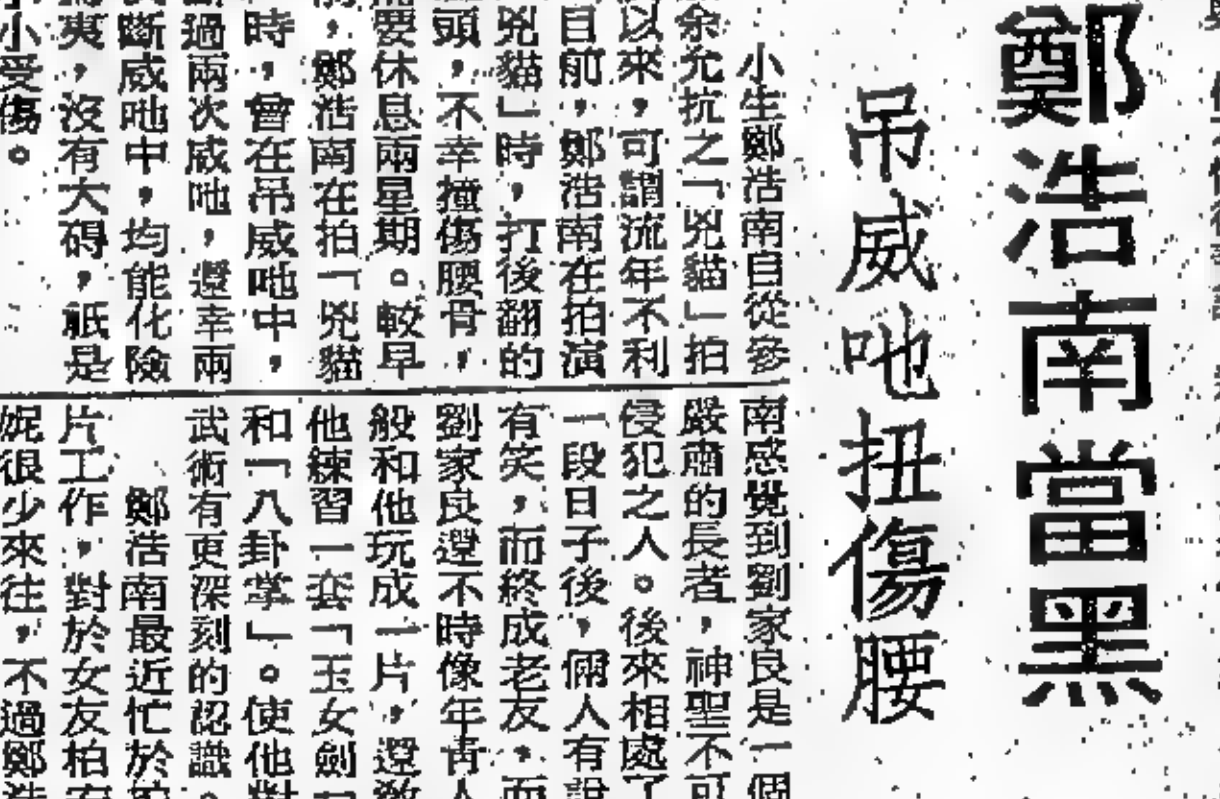 鄭浩南當黑
吊威吔扭傷腰
小生鄭浩南自從參
余允抗之「兇貓」拍
以來，可謂流年不利
目前，鄭浩南在拍演
兇貓」時，打後翻的
頭，不幸撞傷腰骨，
需要休息兩星期。較早
前，鄭浩南在拍「兇貓
時，曾在吊威吔中，
過兩次威吔，還幸兩
斷威吔中，均能化險
為夷，沒有大碍，祇是
小受傷。
南感覺到劉家良是一個
嚴肅的長者，神聖不可
侵犯之人。後來相處了
一段日子後，倆人有說
有笑，而終成老友，而
劉家良還不時像年青人
般和他玩成一片，還教
他練習一套「玉女劍」
和「八卦掌」。使他對
武術有更深刻的認識。
鄭浩南最近忙於拍
片工作，對於女友柏安
妮很少來往，不過鄭浩